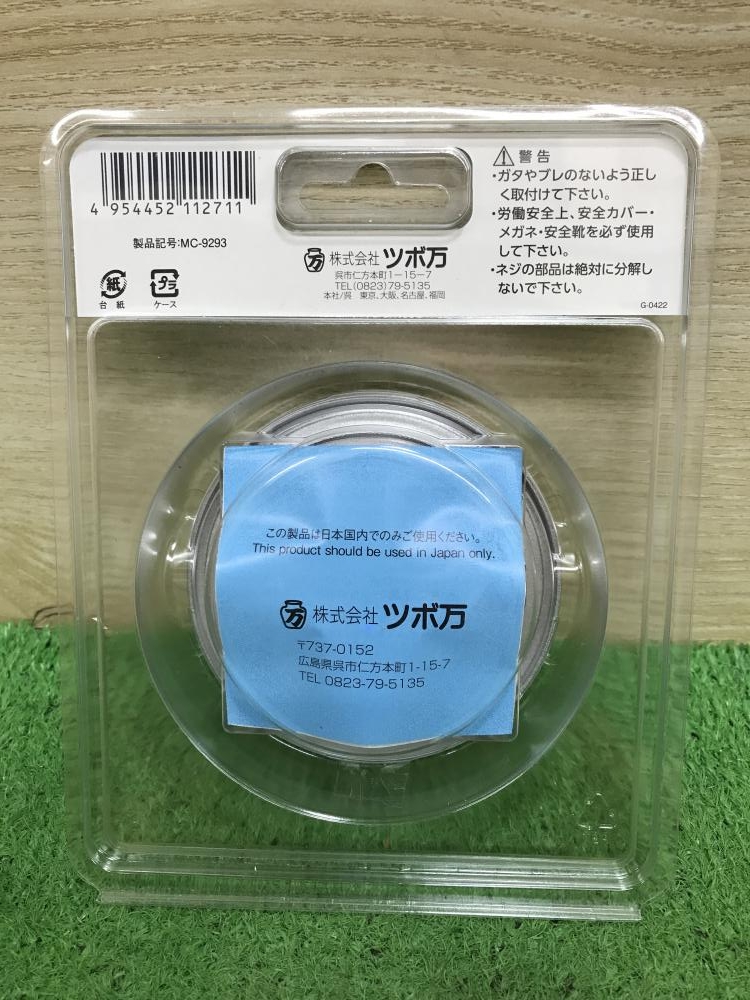 4 954452 112711
製品記号:MC-9293
紙
台 紙
プラ
ケース
万 株式会社 ツボ万
呉市仁方本町1-15-7
TEL(0823)79-5135
本社/呉 東京、大阪、名古屋、福岡
警告
・ガタやブレのないよう正し
く取付けて下さい。
・労働安全上、安全カバー・
メガネ・安全靴を必ず使用
して下さい。
・ネジの部品は絶対に分解し
ないで下さい。
G-0422
この製品は日本国内でのみご使用ください。
This product should be used in Japan only.
万 株式会社 ツボ万
〒737-0152
広島県呉市仁方本町1-15-7
TEL 0823-79-5135